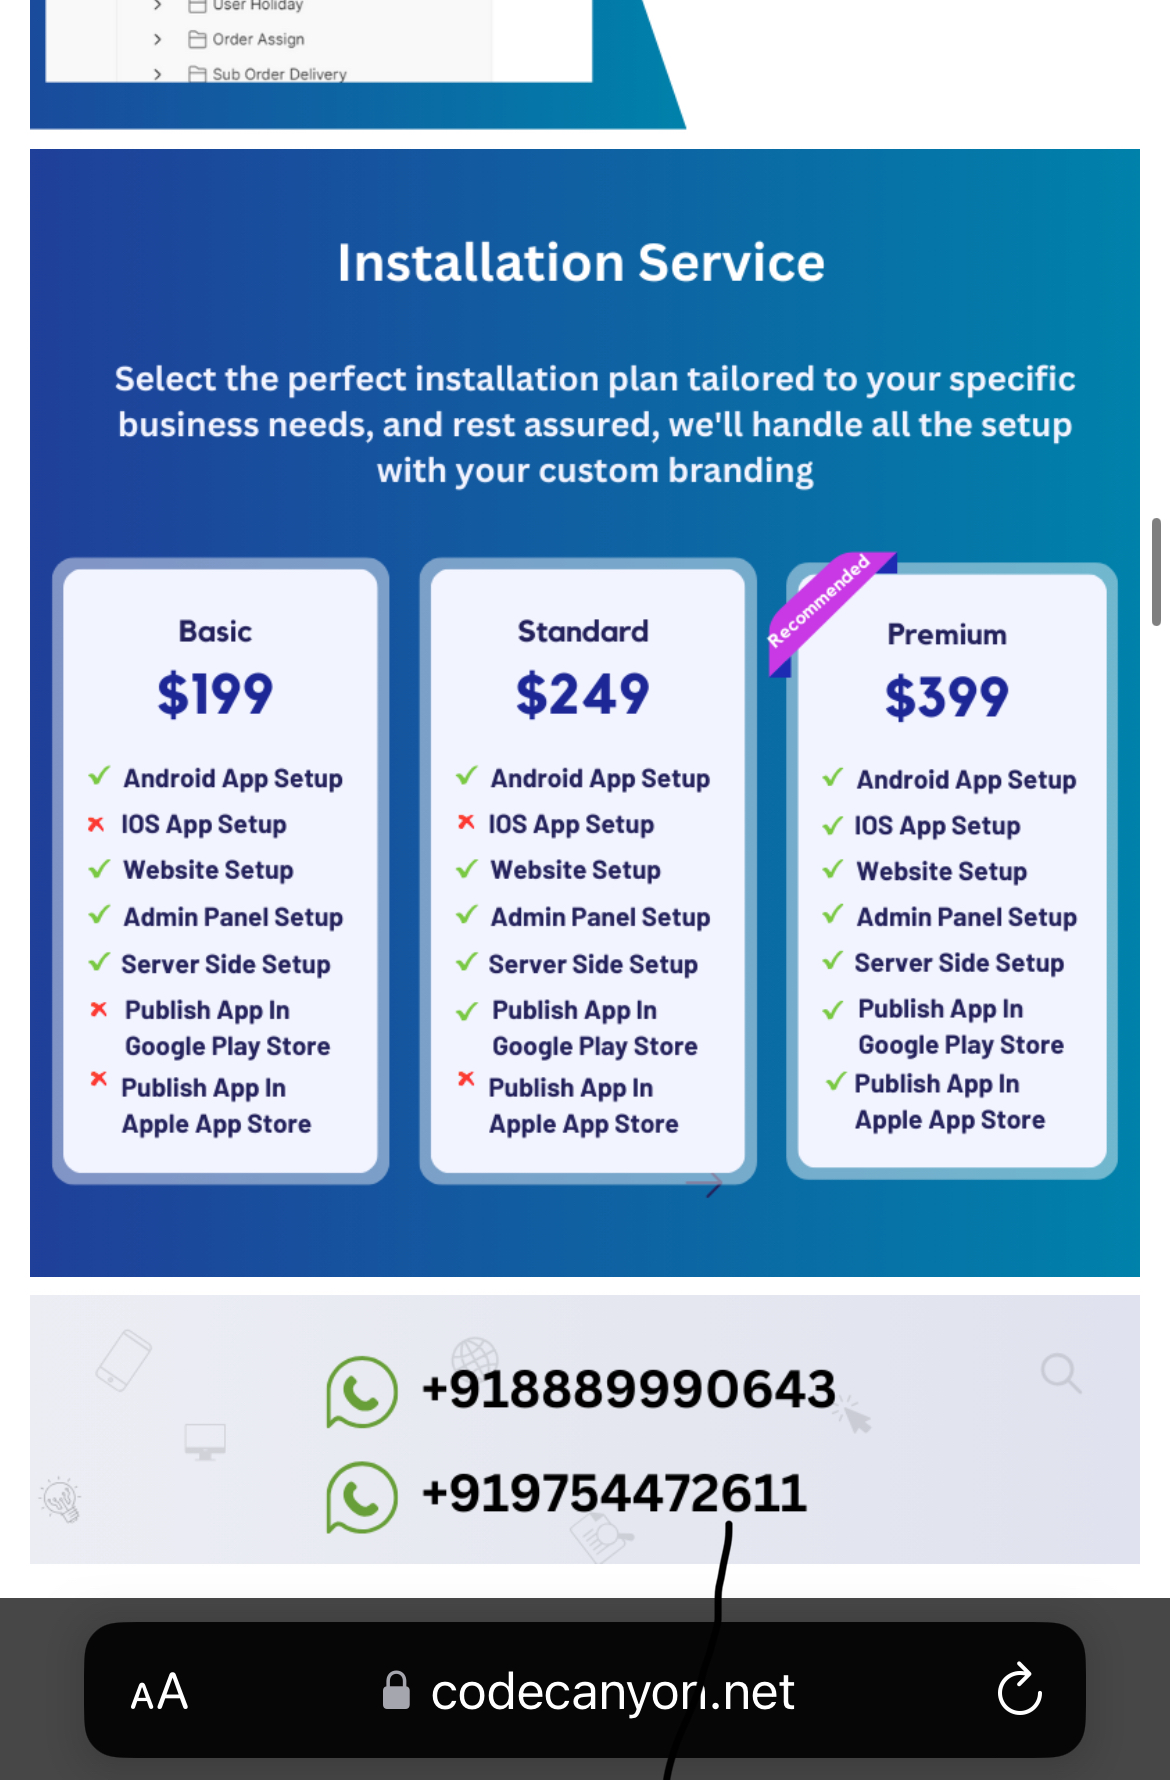 User Holiday
Order Assign
Sub Order Delivery
Installation Service
Select the perfect installation plan tailored to your specific
business needs, and rest assured, we'll handle all the setup
with your custom branding
Basic
$199
Android App Setup
IOS App Setup
Website Setup
Admin Panel Setup
Server Side Setup
Publish App In
Google Play Store
Publish App In
Apple App Store
Standard
$249
Android App Setup
IOS App Setup
Website Setup
Admin Panel Setup
Server Side Setup
Publish App In
Google Play Store
Publish App In
Apple App Store
Recommended
Premium
$399
Android App Setup
IOS App Setup
Website Setup
Admin Panel Setup
Server Side Setup
Publish App In
Google Play Store
Publish App In
Apple App Store
+918889990643
+919754472611
AA codecanyon.net